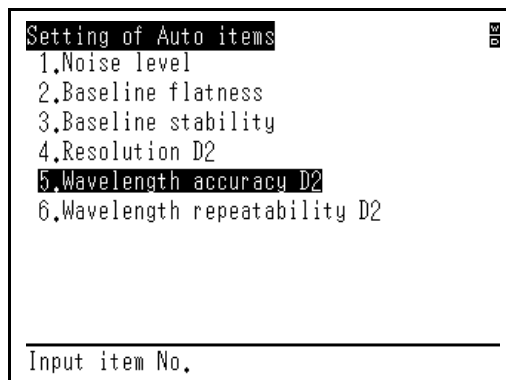 Setting of Auto items
W
D
1.Noise level
2.Baseline flatness
3.Baseline stability
4.Resolution D2
5.Wavelength accuracy D2
6.Wavelength repeatability D2
Input item No.